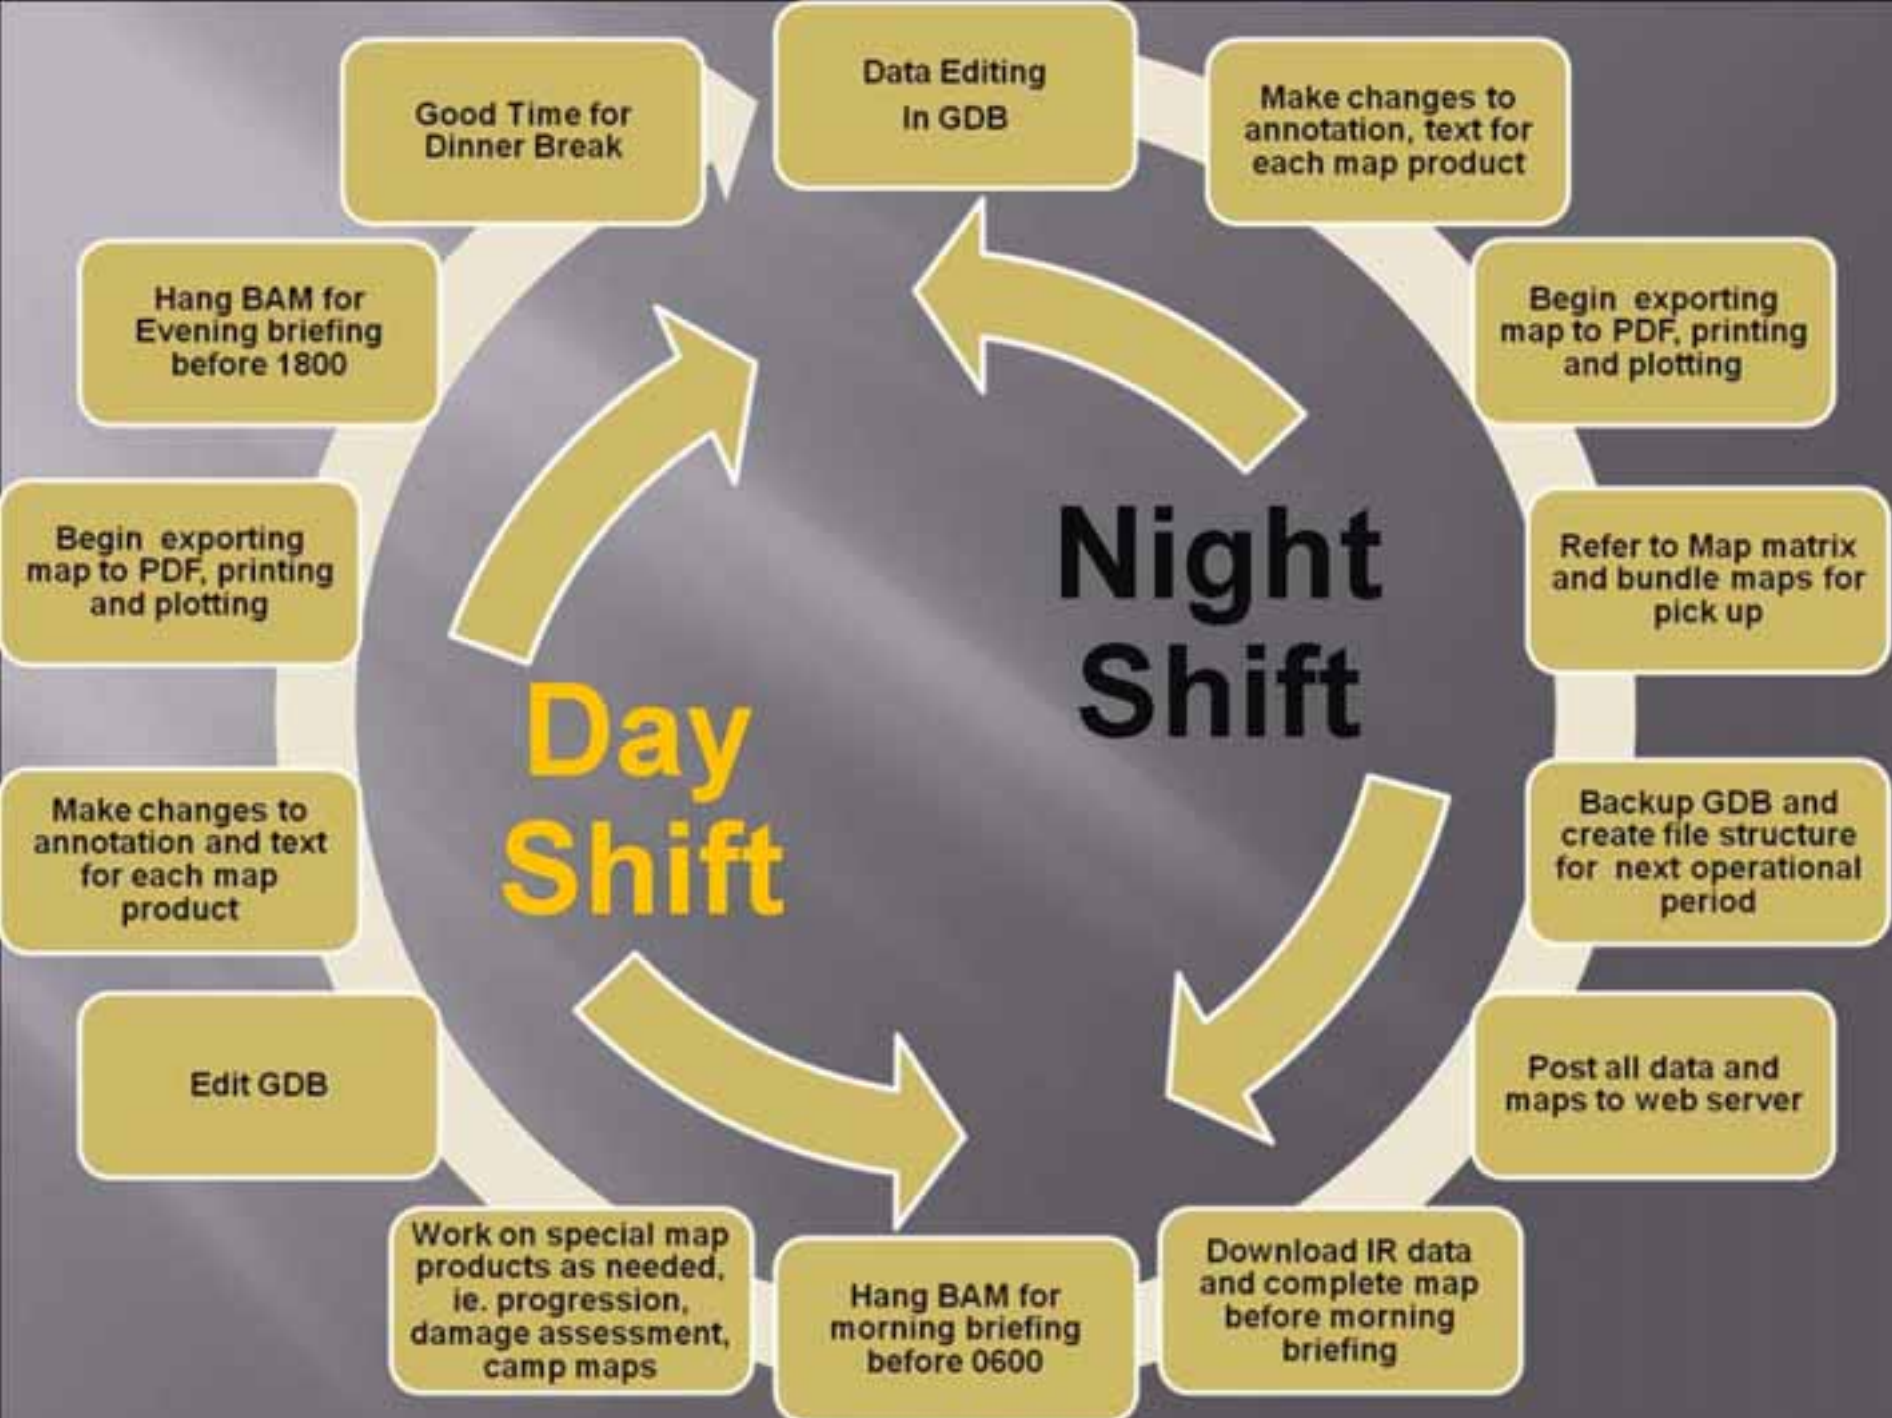 Data Editing
In GDB
Make changes to
annotation, text for
each map product
Begin exporting
map to PDF, printing
and plotting
Refer to Map matrix
and bundle maps for
pick up
Backup GDB and
create file structure
for next operational
period
Post all data and
maps to web server
Download IR data
and complete map
before morning
briefing
Hang BAM for
morning briefing
before 0600
Work on special map
products as needed,
ie. progression,
damage assessment,
camp maps
Edit GDB
Make changes to
annotation and text
for each map
product
Begin exporting
map to PDF, printing
and plotting
Hang BAM for
Evening briefing
before 1800
Good Time for
Dinner Break
Night
Shift
Day
Shift